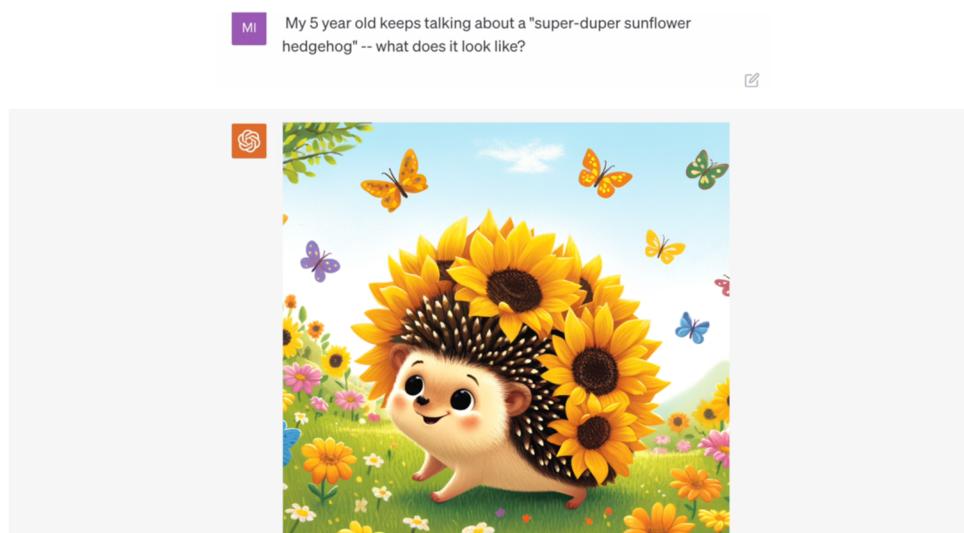 MI
My 5 year old keeps talking about a "super-duper sunflower
hedgehog" -- what does it look like?